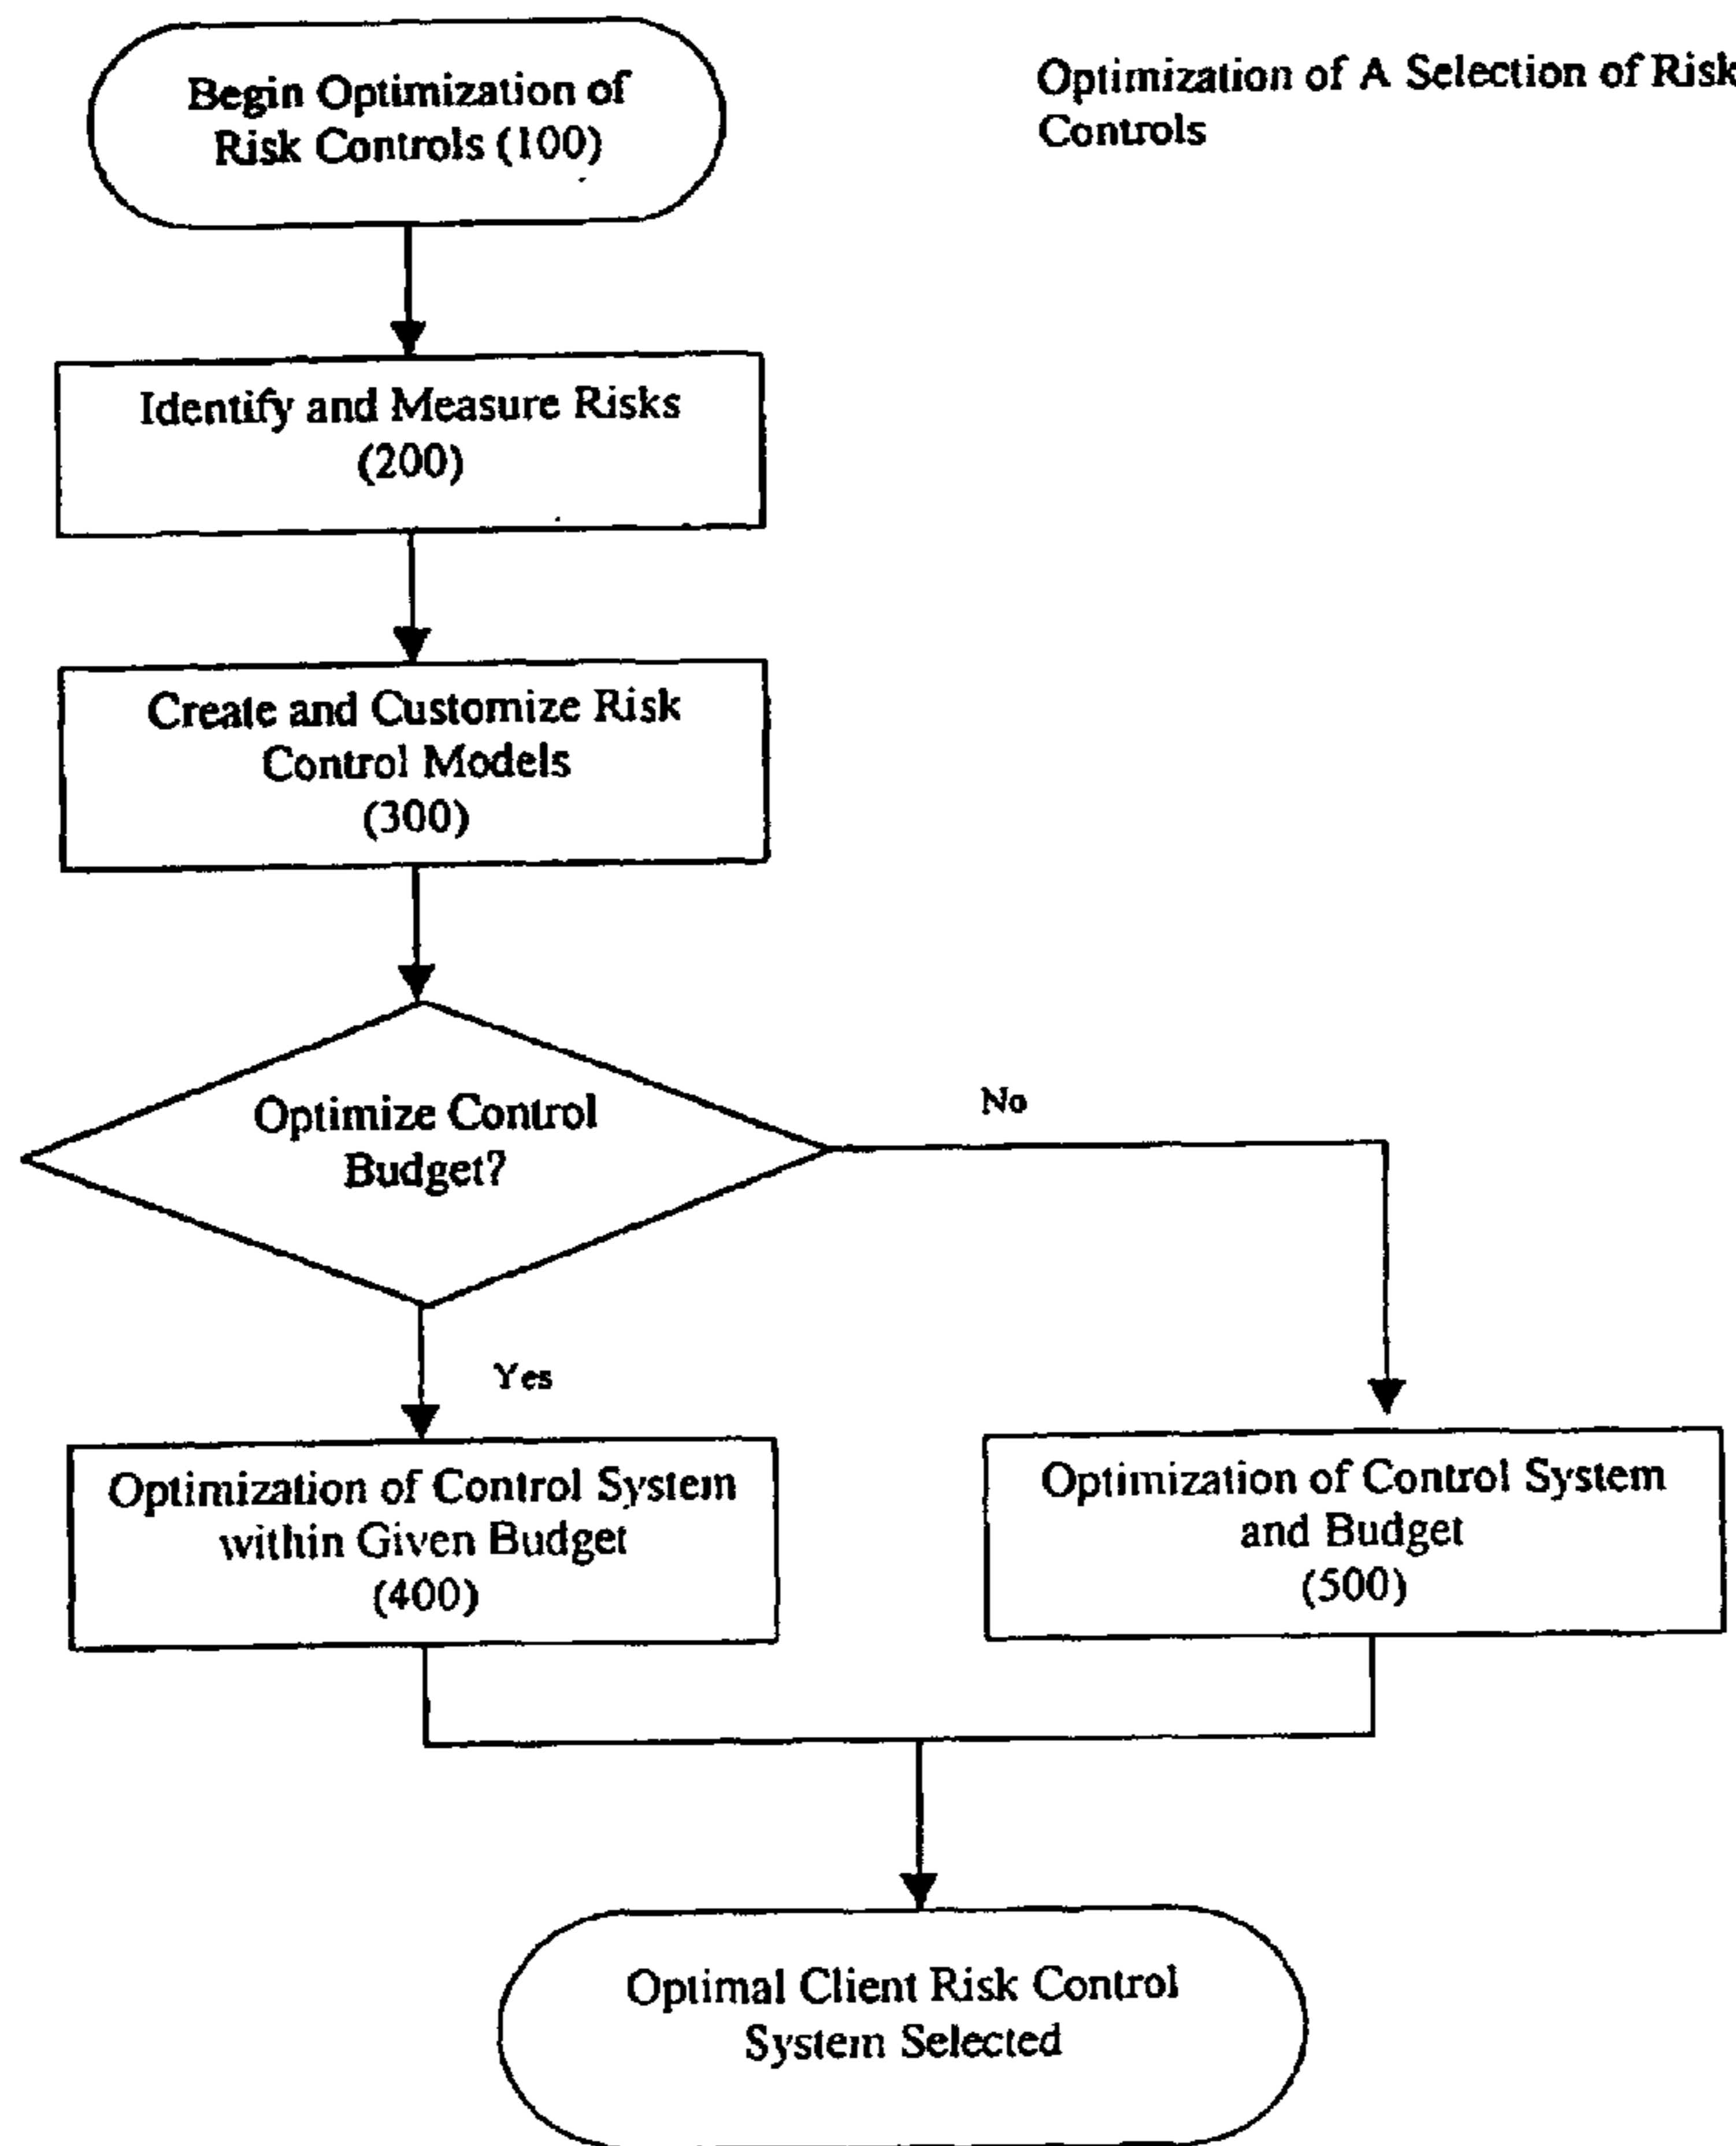 Optimization of A Selection of Risk
Controls
Begin Optimization of
Risk Controls (100)
Identify and Measure Risks
(200)
Create and Customize Risk
Control Models
(300)
Optimize Control
Budget?
No
Yes
Optimization of Control System
within Given Budget
(400)
Optimization of Control System
and Budget
(500)
Optimal Client Risk Control
System Selected